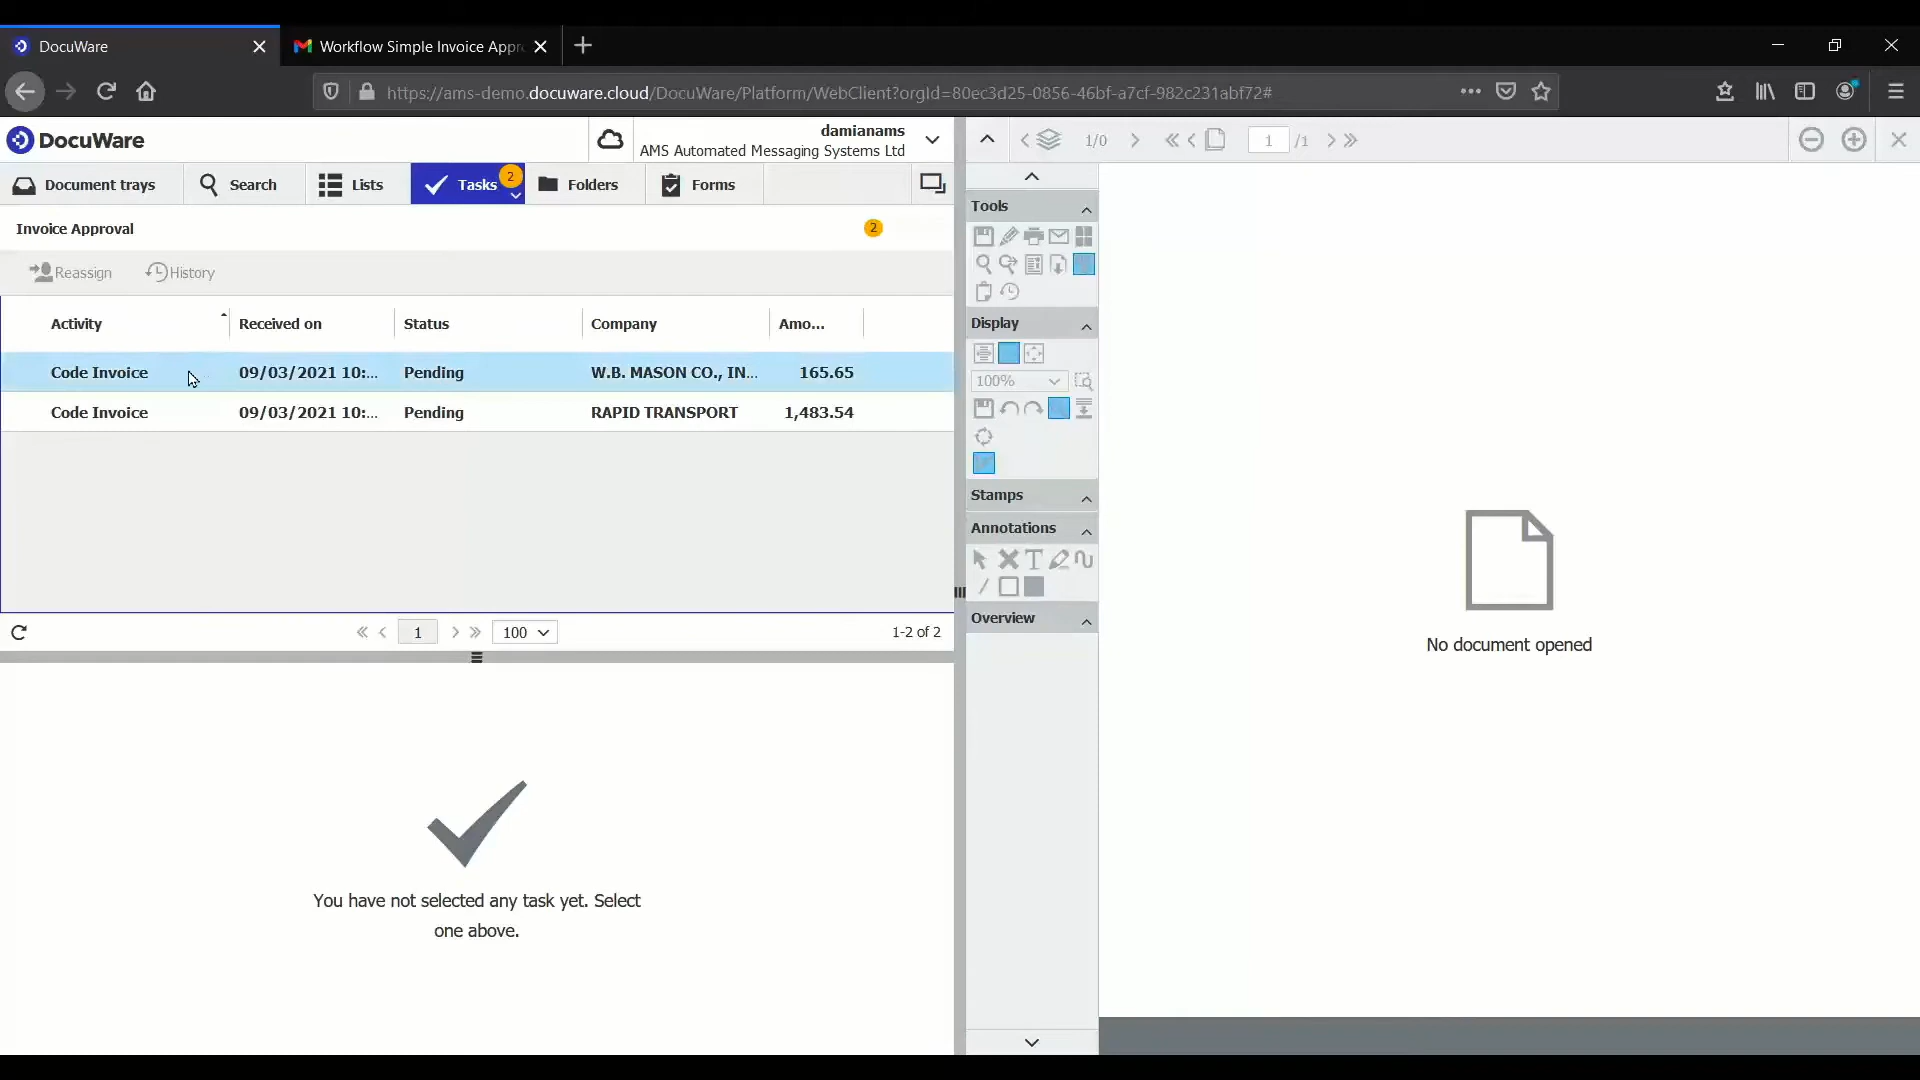 DocuWare
Workflow Simple Invoice Appr
https://ams-demo.docuware.cloud/DocuWare/Platform/WebClient?orgId=80ec3d25-0856-46bf-a7cf-982c231abf72#
DocuWare
damianams
AMS Automated Messaging Systems Ltd
1/0
1
/1
Document trays
Search
Lists
Tasks
2
Folders
Forms
Invoice Approval
2
Reassign
History
Activity
Received on
Status
Company
Amo...
Code Invoice
09/03/2021 10:...
Pending
W.B. MASON CO., IN...
165.65
Code Invoice
09/03/2021 10:...
Pending
RAPID TRANSPORT
1,483.54
1
100
1-2 of 2
You have not selected any task yet. Select
one above.
Tools
Display
100%
Stamps
Annotations
Overview
No document opened